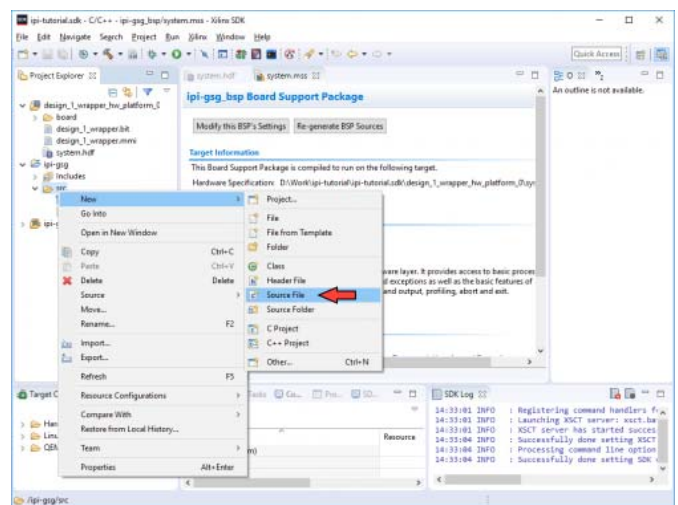 ipi-tutorial.sdk - C/C++ - ipi-gsg_bsp/system.mss - Xilinx SDK
File Edit Navigate Search Project Run Xilinx Window Help
Quick Access
Project Explorer
system.hdf
system.mss
An outline is not available.
design_1_wrapper_hw_platform_0
board
design_1_wrapper.bit
design_1_wrapper.mmi
system.hdf
ipi-gsg
Includes
src
ipi-gsg_bsp Board Support Package
Modify this BSP's Settings
Re-generate BSP Sources
Target Information
This Board Support Package is compiled to run on the following target.
Hardware Specification: D:\Work\ipi-tutorial\ipi-tutorial.sdk\design_1_wrapper_hw_platform_0\sys
New
Go Into
Open in New Window
Copy Ctrl+C
Paste Ctrl+V
Delete Delete
Source
Move...
Rename... F2
Import...
Export...
Refresh F5
Resource Configurations
Compare With
Restore from Local History...
Team
Properties Alt+Enter
Project...
File
File from Template
Folder
Class
Header File
Source File
Source Folder
C Project
C++ Project
Other... Ctrl+N
ware layer. It provides access to basic proces
d exceptions as well as the basic features of
and output, profiling, abort and exit.
Target C
Han
Linu
QEM
Tasks
Co...
Pro...
SD...
Resource
m)
SDK Log
14:33:01 INFO : Registering command handlers f
14:33:01 INFO : Launching XSCT server: xsct.ba
14:33:01 INFO : XSCT server has started succes
14:33:04 INFO : Successfully done setting XSCT
14:33:04 INFO : Processing command line option
14:33:04 INFO : Successfully done setting SDK
/ipi-gsg/src